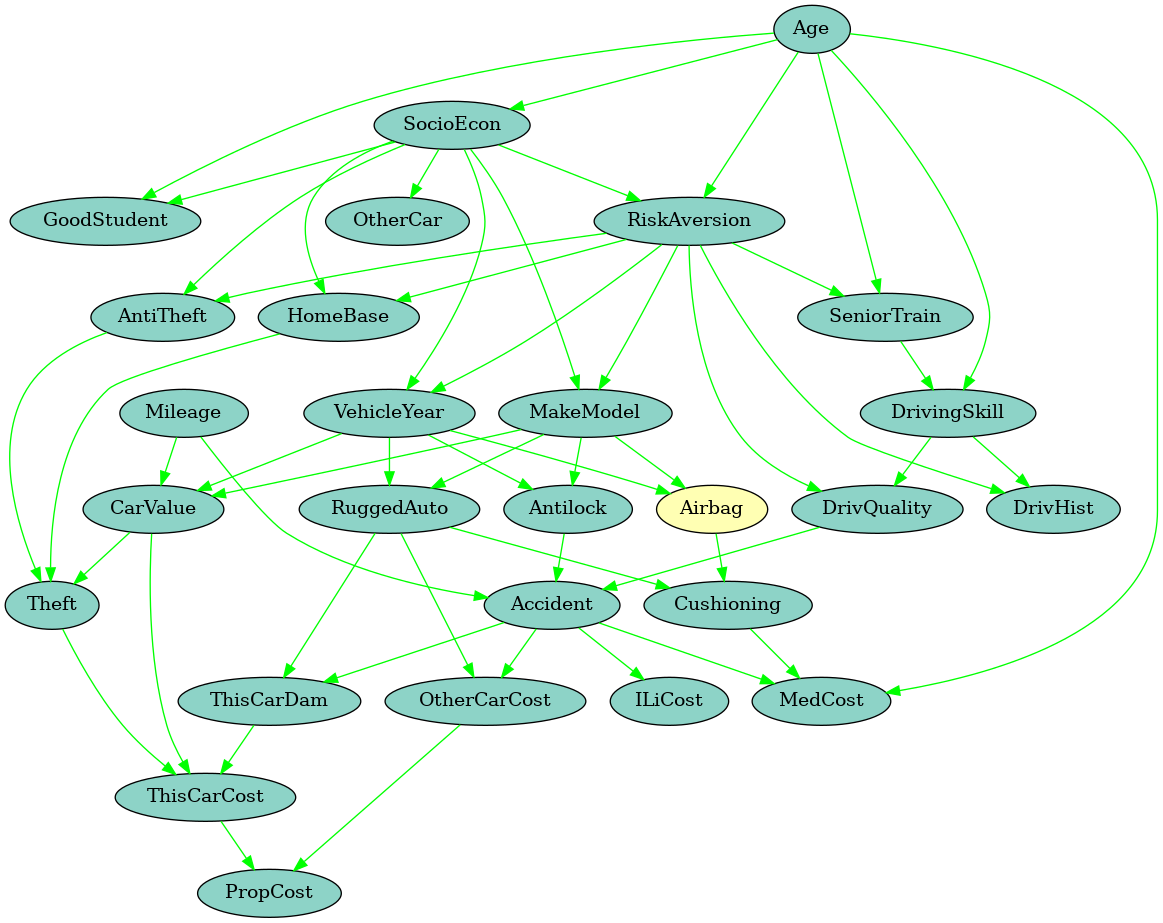 Age
SocioEcon
GoodStudent
OtherCar
RiskAversion
AntiTheft
HomeBase
SeniorTrain
Mileage
VehicleYear
MakeModel
DrivingSkill
CarValue
RuggedAuto
Antilock
Airbag
DrivQuality
DrivHist
Theft
Accident
Cushioning
ThisCarDam
OtherCarCost
ILiCost
MedCost
ThisCarCost
PropCost